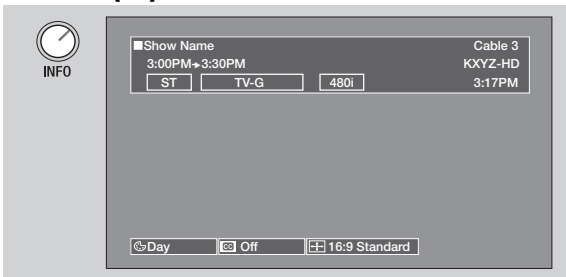 ■Show Name Cable 3
3:00PM→3:30PM KXYZ-HD
ST TV-G 480i 3:17PM
INFO
Day CC Off 16:9 Standard